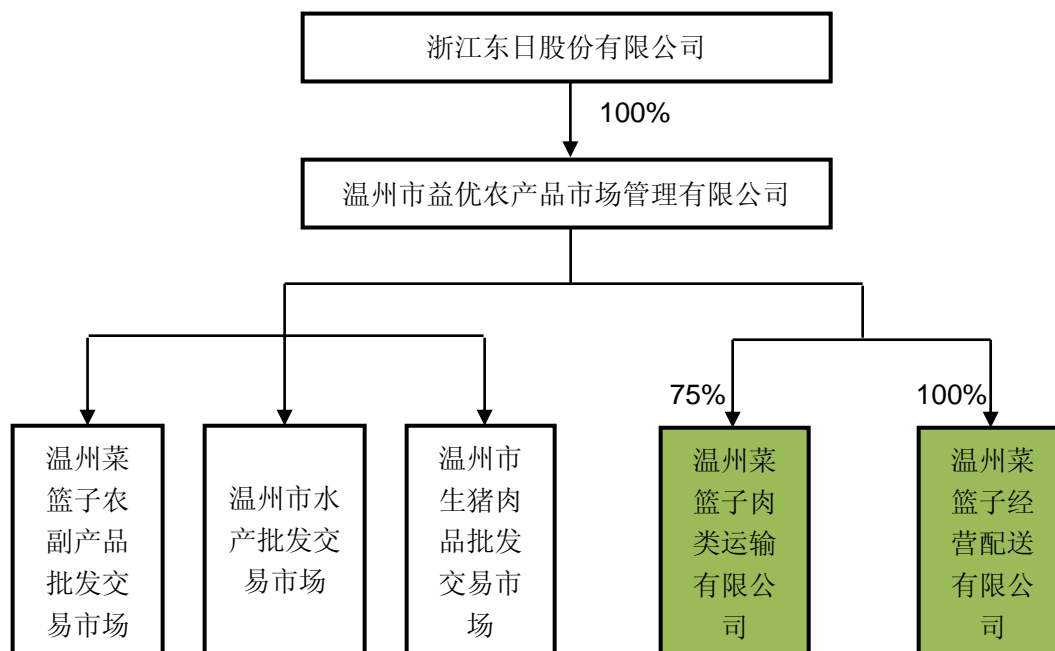 浙江东日股份有限公司
100%
温州市益优农产品市场管理有限公司
75%
100%
温州菜
篮子农
副产品
批发交
易市场
温州市水
产批发交
易市场
温州市
生猪肉
品批发
交易市
场
温州菜
篮子肉
类运输
有限公
司
温州菜
篮子经
营配送
有限公
司